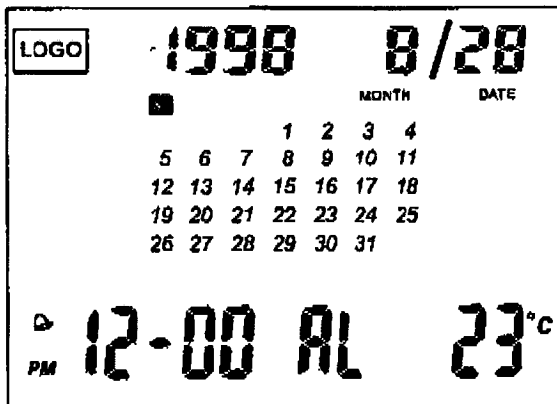 LOGO 1998 8/28
MONTH DATE
1 2 3 4
5 6 7 8 9 10 11
12 13 14 15 16 17 18
19 20 21 22 23 24 25
26 27 28 29 30 31
12-00 AL 23°C
PM